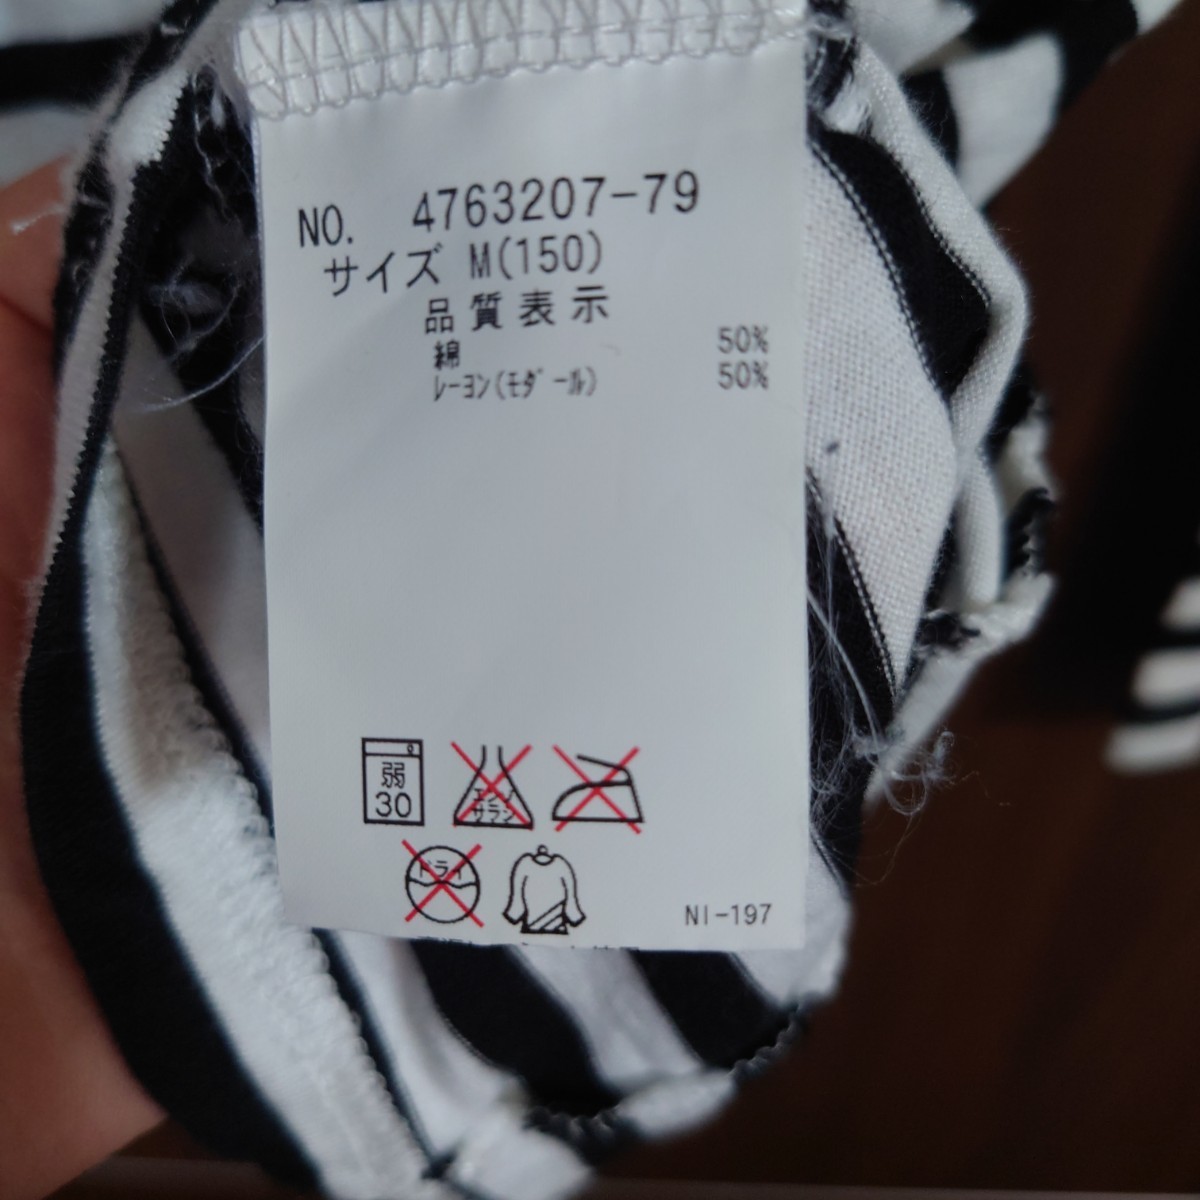 NO. 4763207-79
サイズ M(150)
品質表示
綿 50%
ﾚｰﾖﾝ(ﾓﾀﾞｰﾙ) 50%
弱
30
エンソ
サラシ
ドライ
NI-197